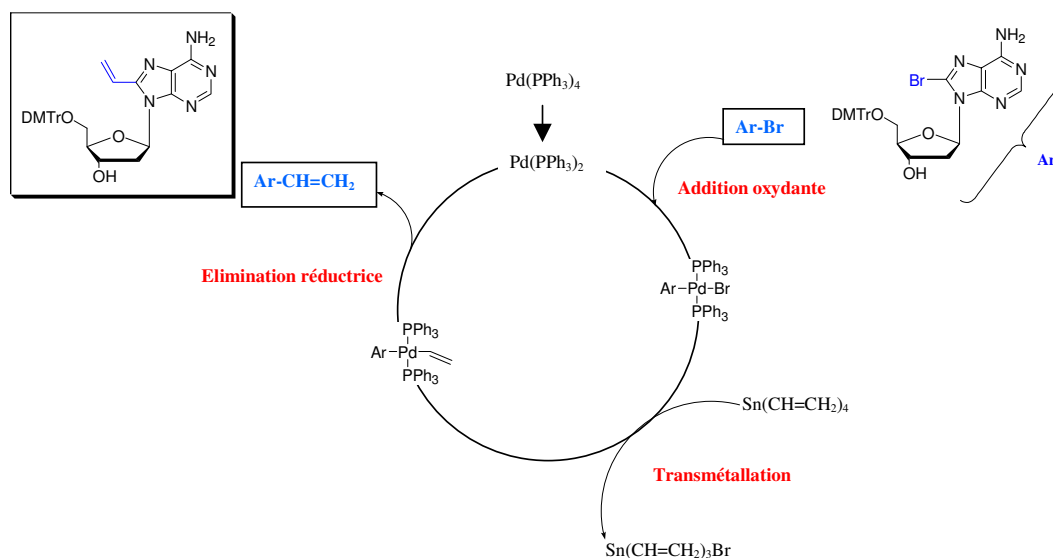 NH₂
N
N
N
N
DMTrO
O
OH
Pd(PPh₃)₄
Pd(PPh₃)₂
Ar-Br
Addition oxydante
NH₂
Br
N
N
N
N
DMTrO
O
OH
Ar
Ar-CH=CH₂
Elimination réductrice
PPh₃
Ar-Pd-Br
PPh₃
PPh₃
Ar-Pd
PPh₃
Sn(CH=CH₂)₄
Transmétallation
Sn(CH=CH₂)₃Br